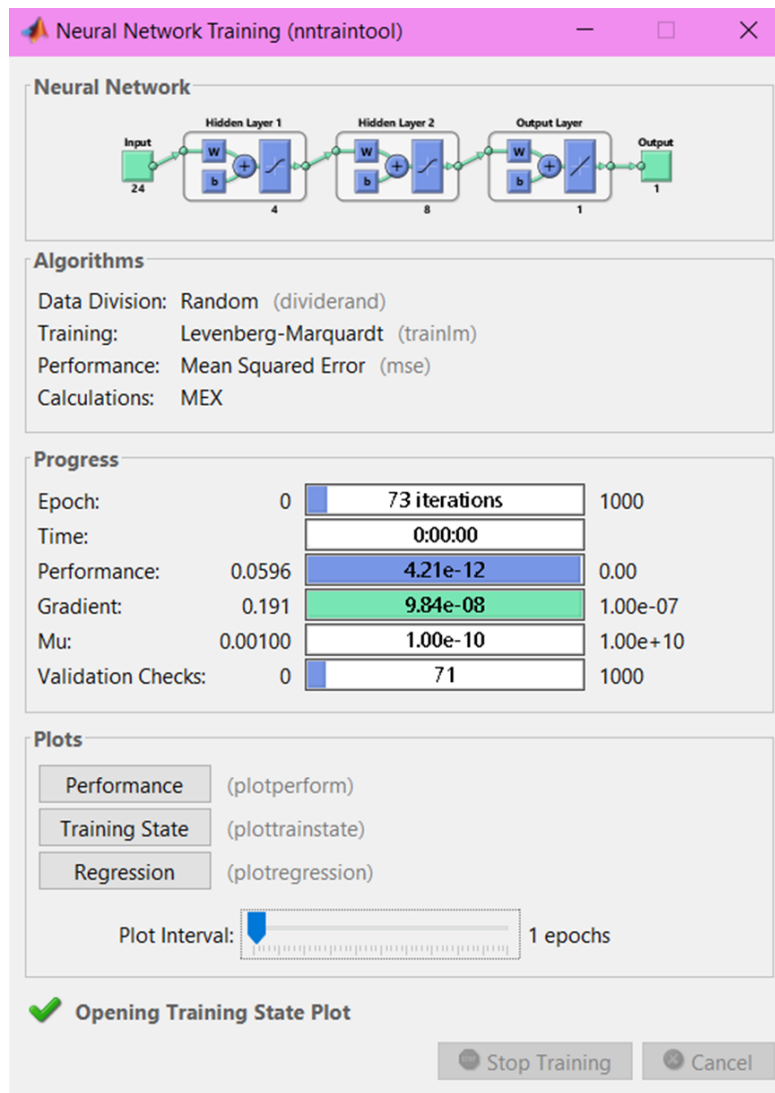 Neural Network Training (nntraintool)
Neural Network
Hidden Layer 1 Hidden Layer 2 Output Layer
Input Output
W W W
b b b
24 4 8 1 1
Algorithms
Data Division: Random (dividerand)
Training: Levenberg-Marquardt (trainlm)
Performance: Mean Squared Error (mse)
Calculations: MEX
Progress
Epoch: 0 73 iterations 1000
Time: 0:00:00
Performance: 0.0596 4.21e-12 0.00
Gradient: 0.191 9.84e-08 1.00e-07
Mu: 0.00100 1.00e-10 1.00e+10
Validation Checks: 0 71 1000
Plots
Performance (plotperform)
Training State (plottrainstate)
Regression (plotregression)
Plot Interval: 1 epochs
Opening Training State Plot
Stop Training Cancel